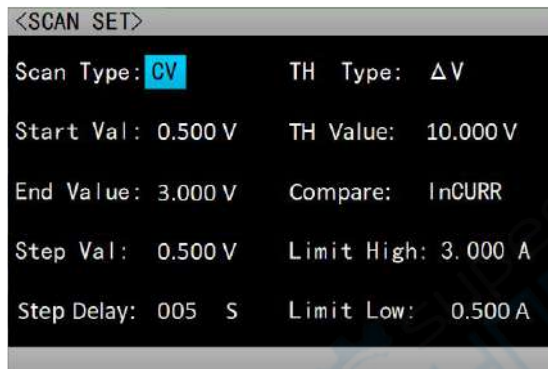 <SCAN SET>
Scan Type: CV TH Type: ΔV
Start Val: 0.500 V TH Value: 10.000 V
End Value: 3.000 V Compare: InCURR
Step Val: 0.500 V Limit High: 3.000 A
Step Delay: 005 S Limit Low: 0.500 A